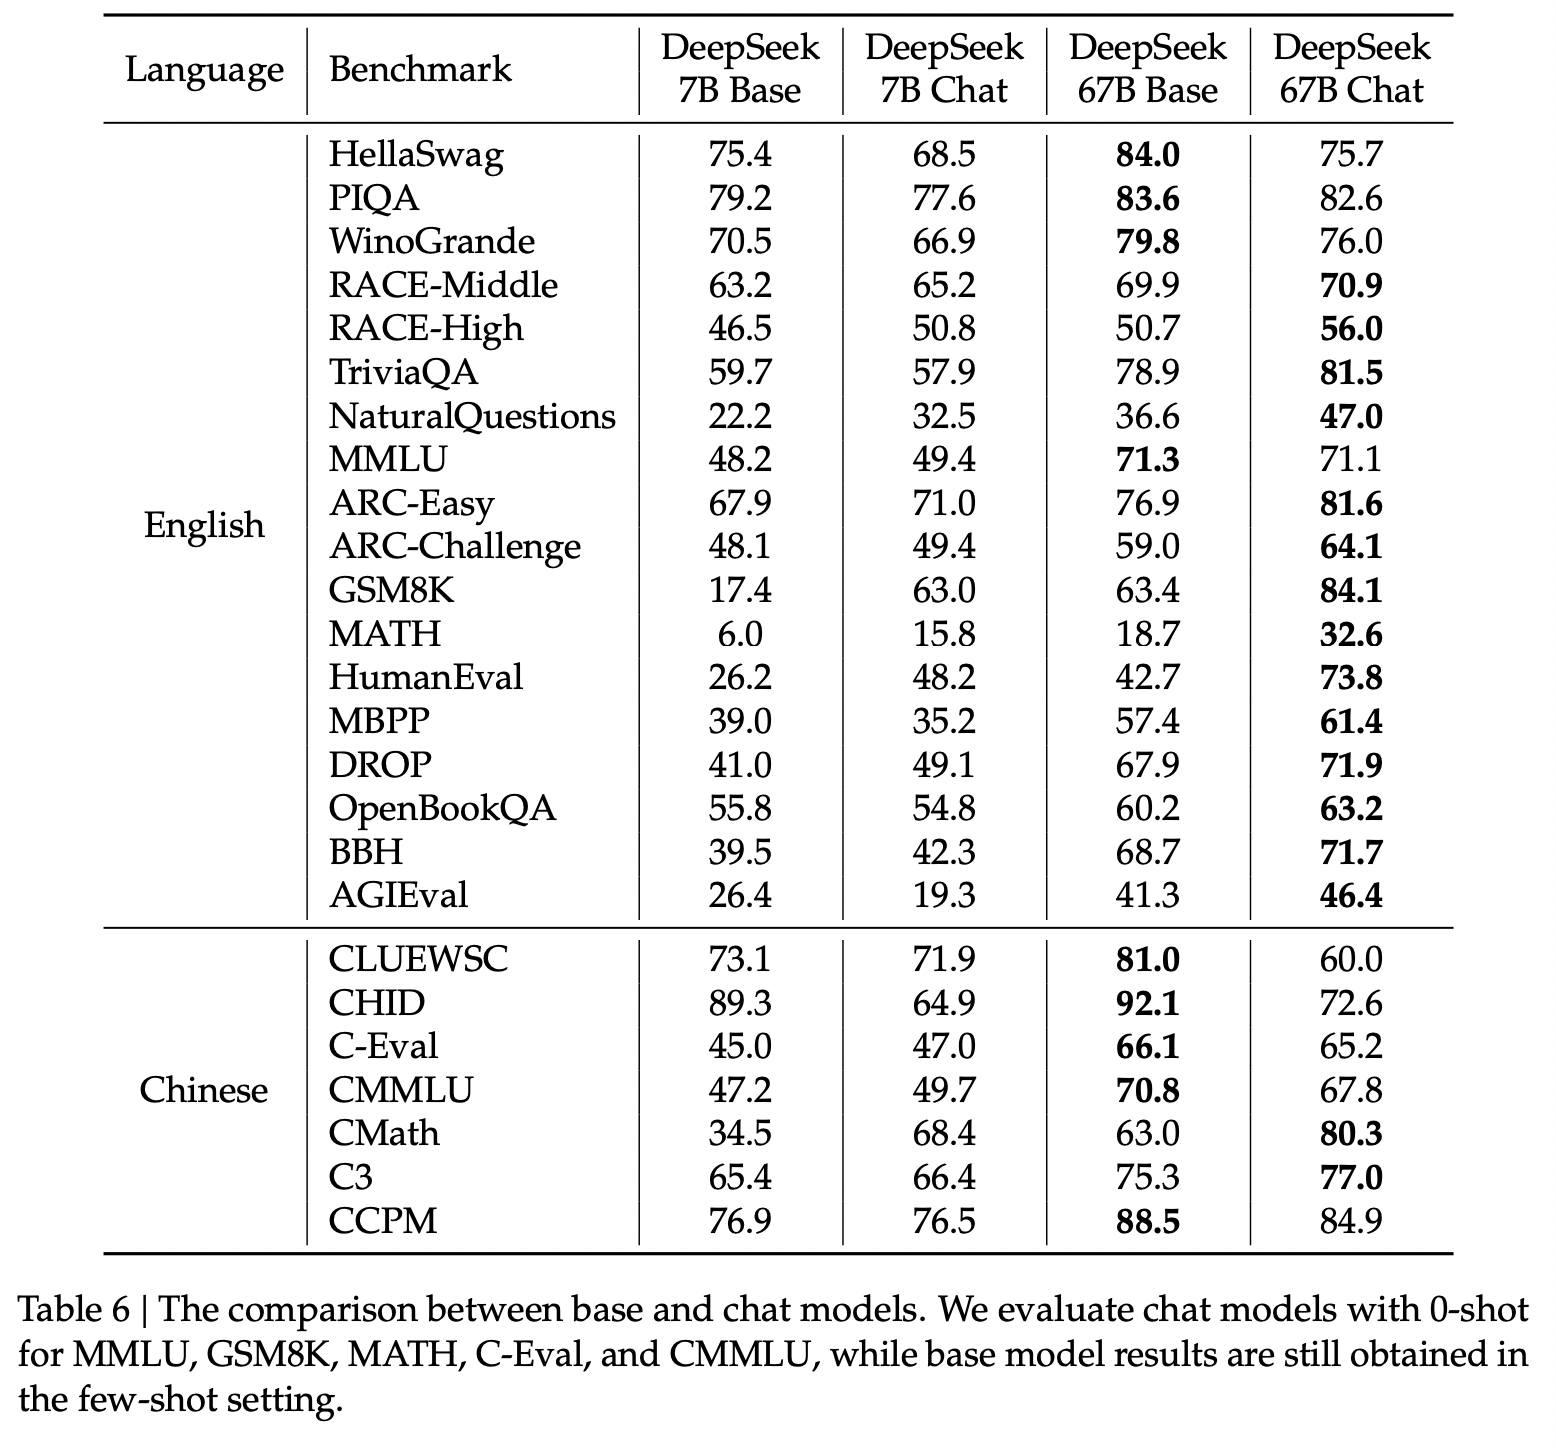 Language Benchmark DeepSeek 7B Base DeepSeek 7B Chat DeepSeek 67B Base DeepSeek 67B Chat
English
HellaSwag 75.4 68.5 84.0 75.7
PIQA 79.2 77.6 83.6 82.6
WinoGrande 70.5 66.9 79.8 76.0
RACE-Middle 63.2 65.2 69.9 70.9
RACE-High 46.5 50.8 50.7 56.0
TriviaQA 59.7 57.9 78.9 81.5
NaturalQuestions 22.2 32.5 36.6 47.0
MMLU 48.2 49.4 71.3 71.1
ARC-Easy 67.9 71.0 76.9 81.6
ARC-Challenge 48.1 49.4 59.0 64.1
GSM8K 17.4 63.0 63.4 84.1
MATH 6.0 15.8 18.7 32.6
HumanEval 26.2 48.2 42.7 73.8
MBPP 39.0 35.2 57.4 61.4
DROP 41.0 49.1 67.9 71.9
OpenBookQA 55.8 54.8 60.2 63.2
BBH 39.5 42.3 68.7 71.7
AGIEval 26.4 19.3 41.3 46.4
Chinese
CLUEWSC 73.1 71.9 81.0 60.0
CHID 89.3 64.9 92.1 72.6
C-Eval 45.0 47.0 66.1 65.2
CMMLU 47.2 49.7 70.8 67.8
CMath 34.5 68.4 63.0 80.3
C3 65.4 66.4 75.3 77.0
CCPM 76.9 76.5 88.5 84.9
Table 6 | The comparison between base and chat models. We evaluate chat models with 0-shot
for MMLU, GSM8K, MATH, C-Eval, and CMMLU, while base model results are still obtained in
the few-shot setting.